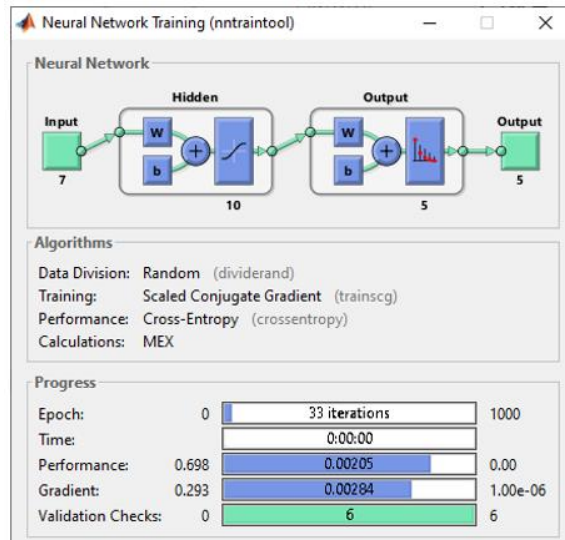 Neural Network Training (nntraintool)
Neural Network
Hidden Output
Input Output
W W
b b
7 10 5 5
Algorithms
Data Division: Random (dividerand)
Training: Scaled Conjugate Gradient (trainscg)
Performance: Cross-Entropy (crossentropy)
Calculations: MEX
Progress
Epoch: 0 33 iterations 1000
Time: 0:00:00
Performance: 0.698 0.00205 0.00
Gradient: 0.293 0.00284 1.00e-06
Validation Checks: 0 6 6